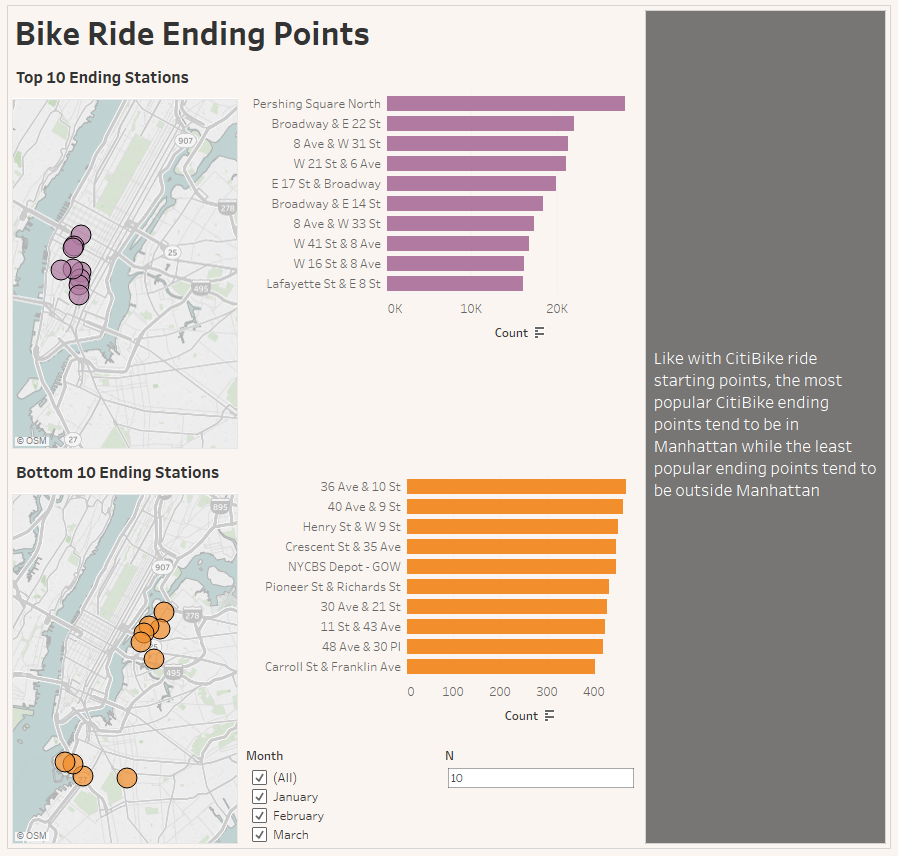 Bike Ride Ending Points
Top 10 Ending Stations
907
278
25
495
27
© OSM
Pershing Square North
Broadway & E 22 St
8 Ave & W 31 St
W 21 St & 6 Ave
E 17 St & Broadway
Broadway & E 14 St
8 Ave & W 33 St
W 41 St & 8 Ave
W 16 St & 8 Ave
Lafayette St & E 8 St
0K 10K 20K
Count
Like with CitiBike ride
starting points, the most
popular CitiBike ending
points tend to be in
Manhattan while the least
popular ending points tend to
be outside Manhattan
Bottom 10 Ending Stations
895
907
278
495
© OSM
36 Ave & 10 St
40 Ave & 9 St
Henry St & W 9 St
Crescent St & 35 Ave
NYCBS Depot - GOW
Pioneer St & Richards St
30 Ave & 21 St
11 St & 43 Ave
48 Ave & 30 Pl
Carroll St & Franklin Ave
0 100 200 300 400
Count
Month
(All)
January
February
March
N
10